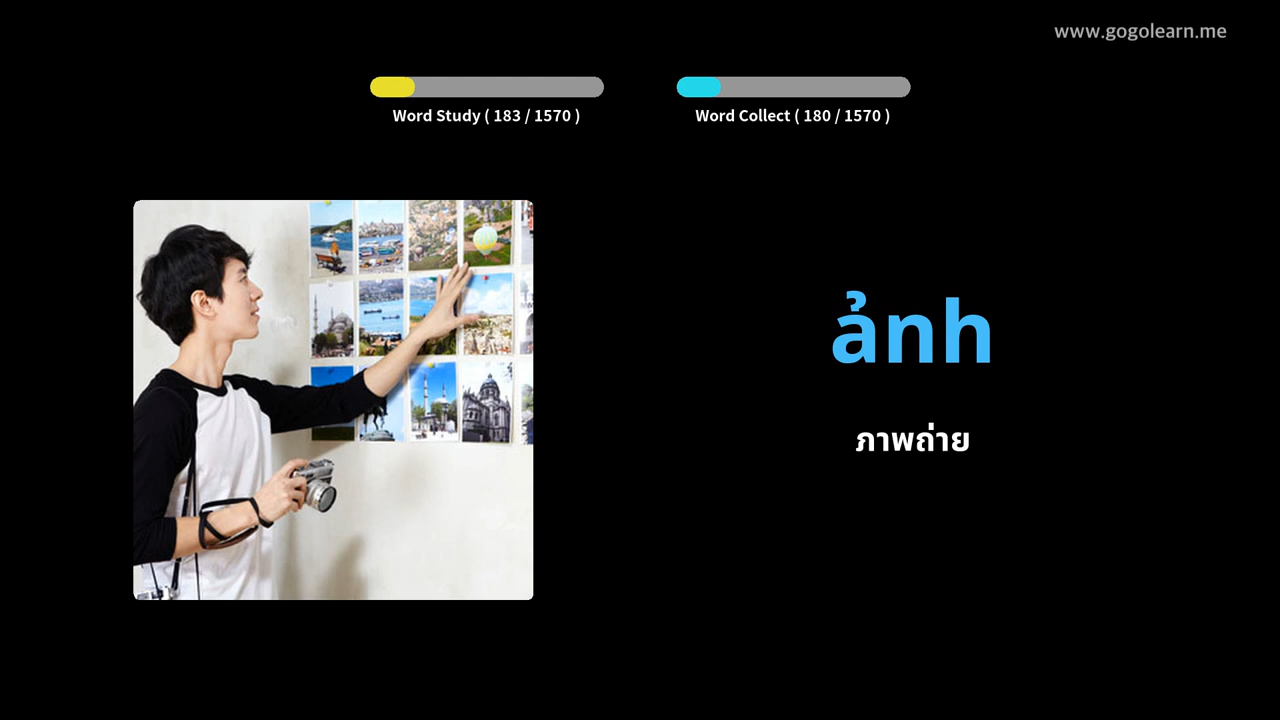 www.gogolearn.me
Word Study ( 183 / 1570 )
Word Collect ( 180 / 1570 )
ảnh
ภาพถ่าย